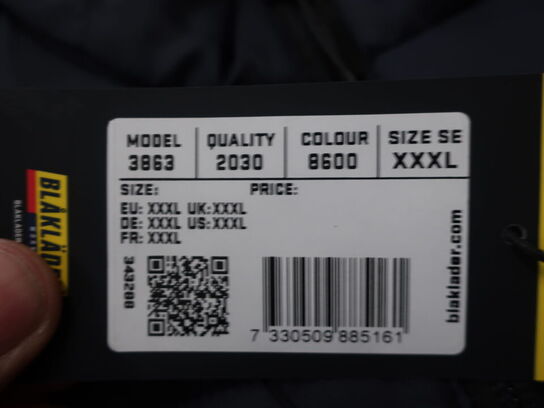 MODEL QUALITY COLOUR SIZE SE
3863 2030 8600 XXXL
SIZE: PRICE:
EU: XXXL UK:XXXL
DE: XXXL US:XXXL
FR: XXXL
343288
7 330509 885161
blaklader.com
BLÅKLÄDER